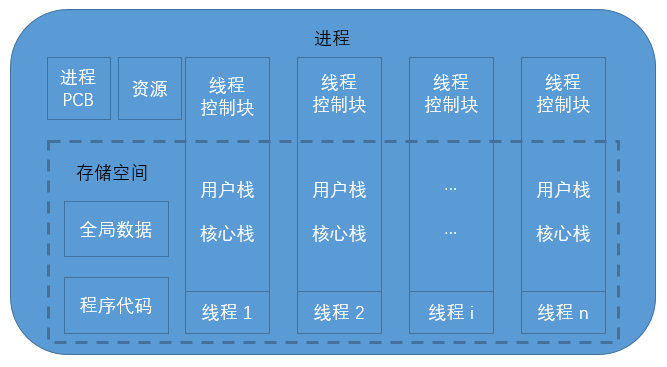 进程
进程
PCB
资源
线程
控制块
线程
控制块
线程
控制块
线程
控制块
存储空间
全局数据
程序代码
用户栈
核心栈
线程 1
用户栈
核心栈
线程 2
...
...
线程 i
用户栈
核心栈
线程 n